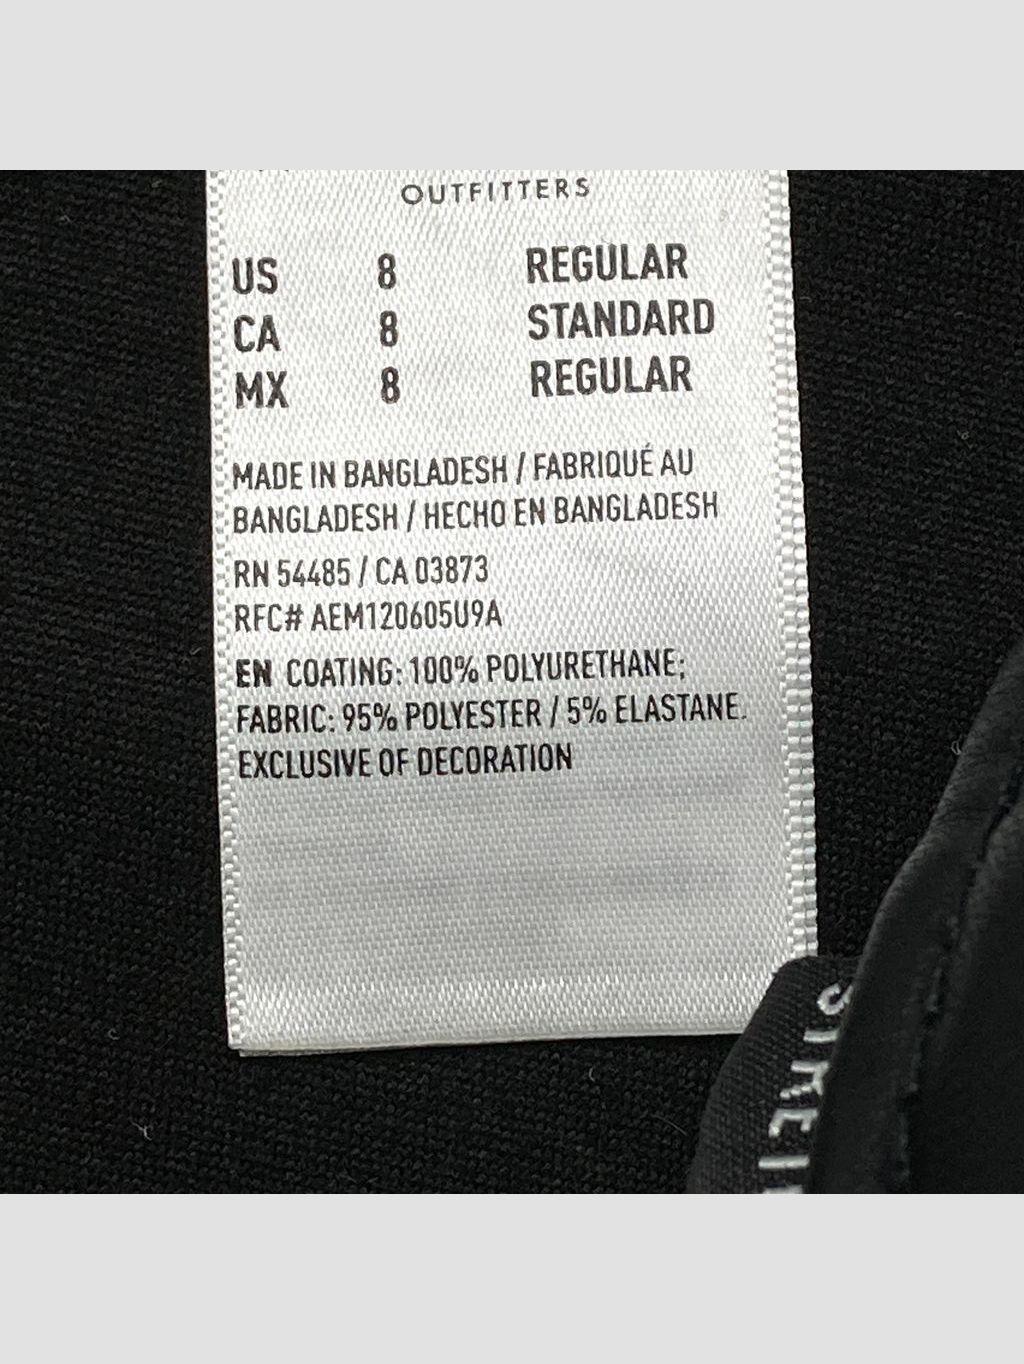 OUTFITTERS
US 8 REGULAR
CA 8 STANDARD
MX 8 REGULAR
MADE IN BANGLADESH / FABRIQUÉ AU
BANGLADESH / HECHO EN BANGLADESH
RN 54485 / CA 03873
RFC# AEM120605U9A
EN COATING: 100% POLYURETHANE;
FABRIC: 95% POLYESTER / 5% ELASTANE.
EXCLUSIVE OF DECORATION